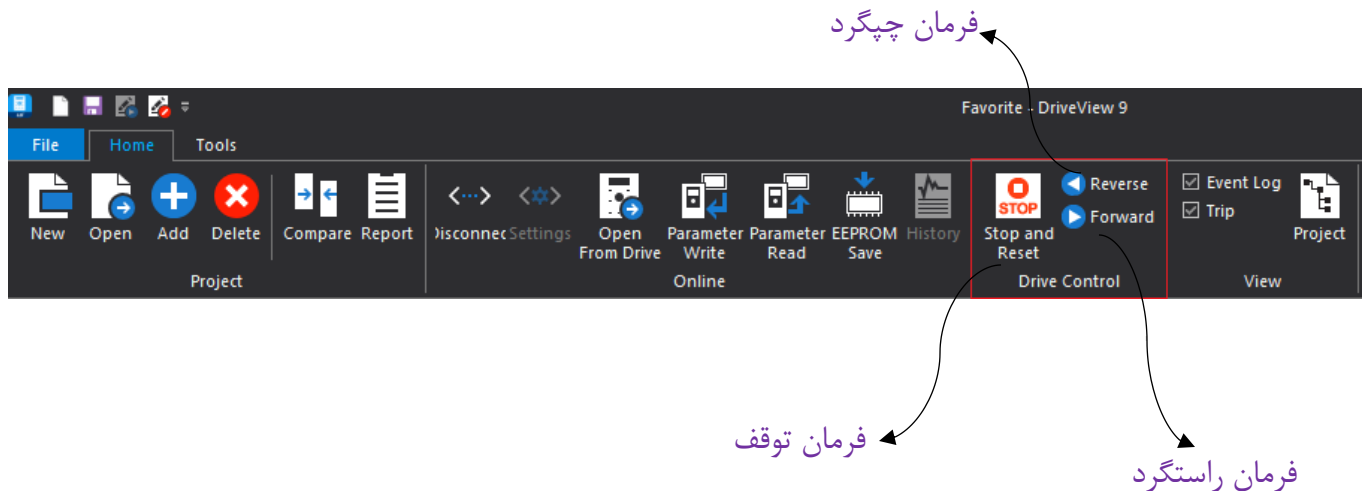 فرمان چپگرد
Favorite - DriveView 9
File Home Tools
New Open Add Delete Compare Report
Project
Disconnec Settings Open From Drive Parameter Write Parameter Read EEPROM Save History
Online
STOP
Stop and Reset
Reverse
Forward
Drive Control
Event Log
Trip
Project
View
فرمان توقف
فرمان راستگرد